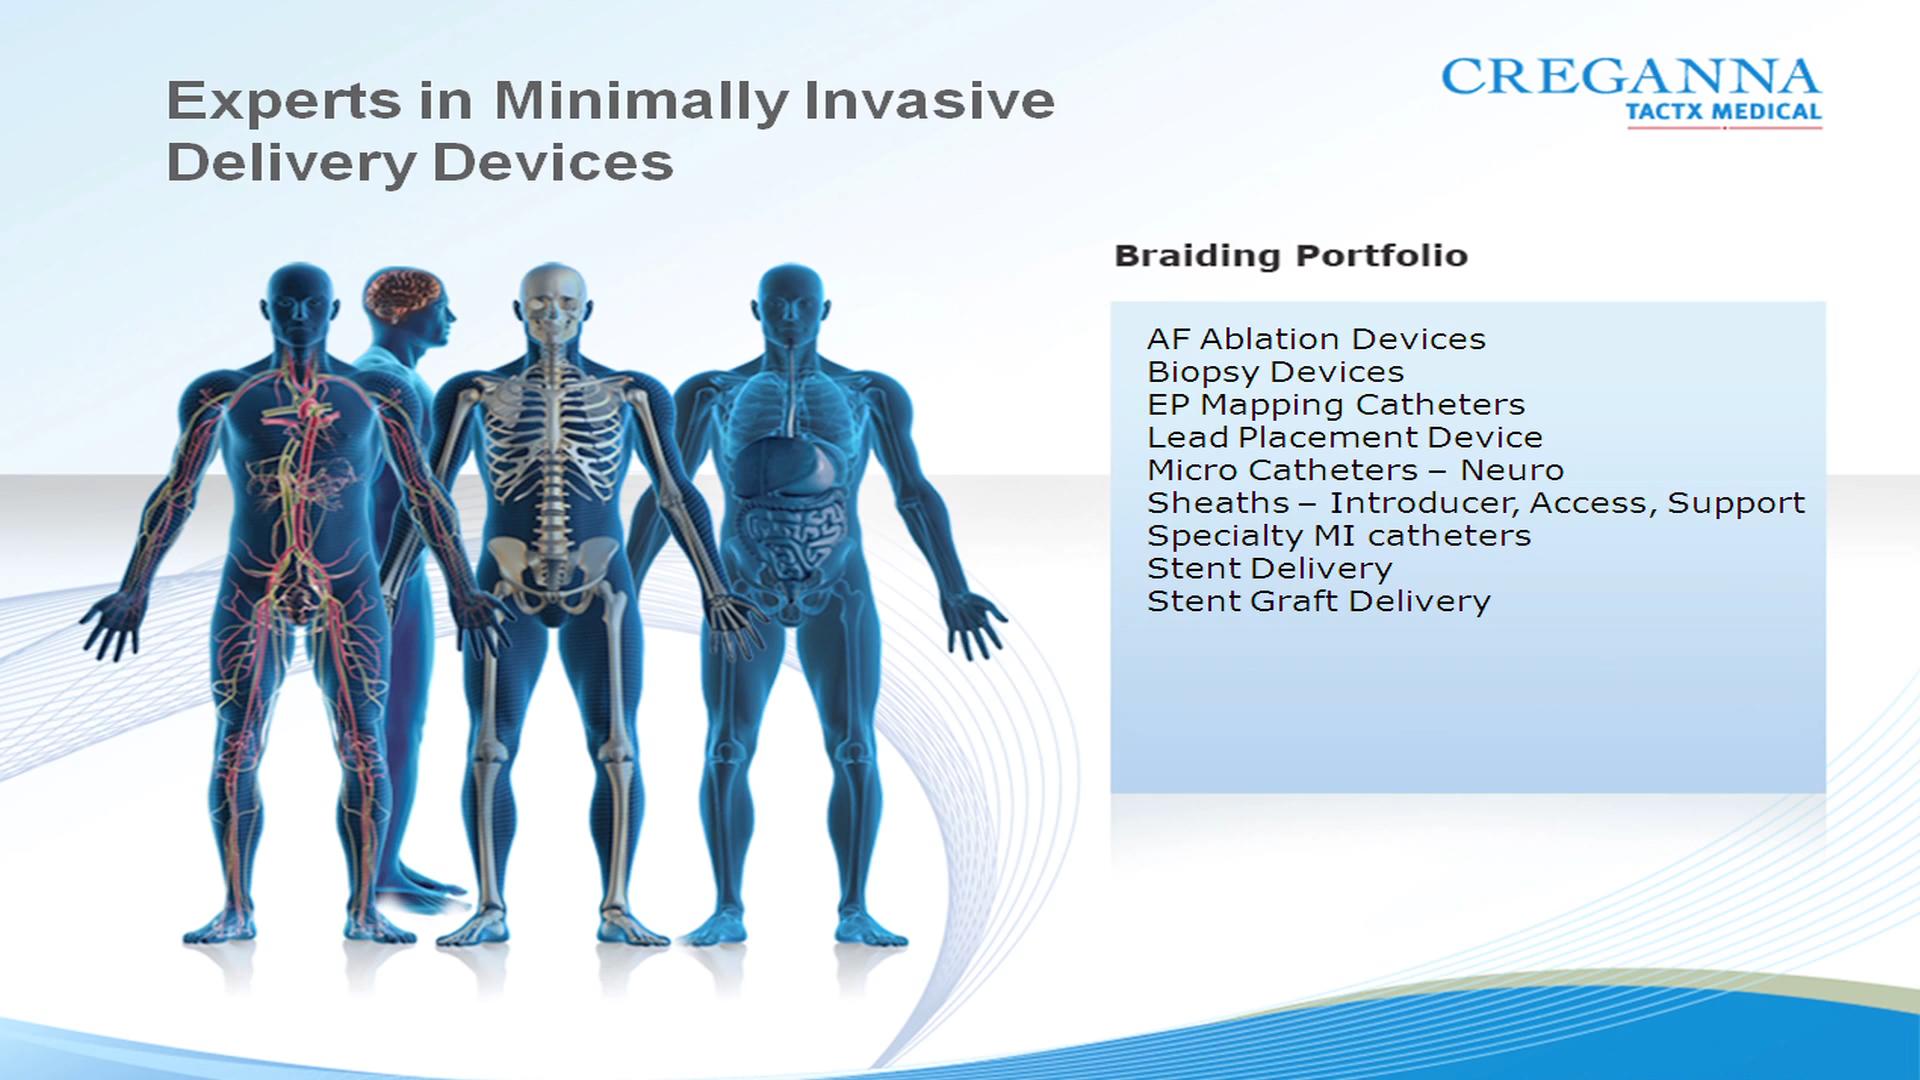 Experts in Minimally Invasive
Delivery Devices
CREGANNA
TACTX MEDICAL
Braiding Portfolio
AF Ablation Devices
Biopsy Devices
EP Mapping Catheters
Lead Placement Device
Micro Catheters – Neuro
Sheaths – Introducer, Access, Support
Specialty MI catheters
Stent Delivery
Stent Graft Delivery